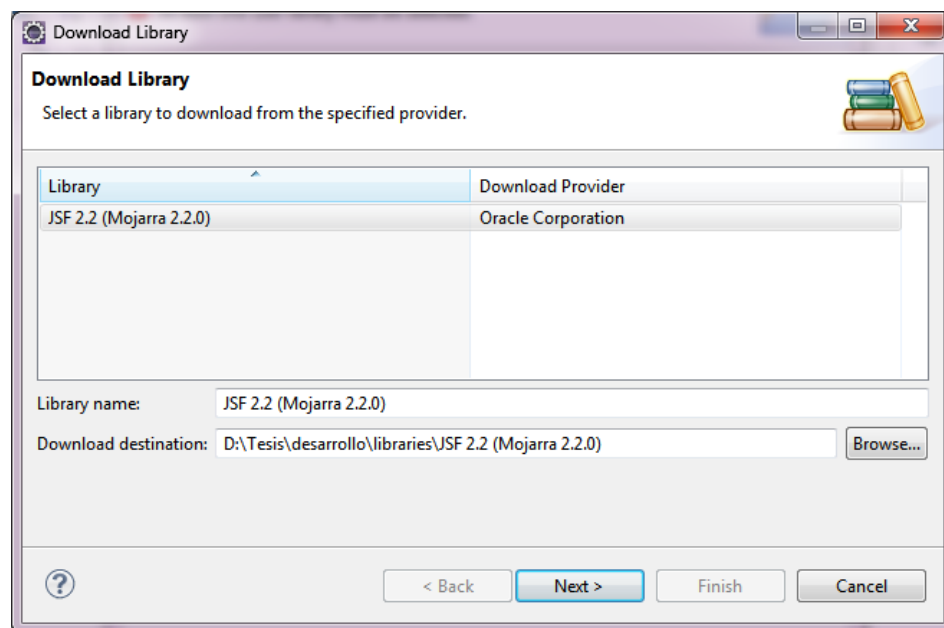 Download Library
Download Library
Select a library to download from the specified provider.
Library Download Provider
JSF 2.2 (Mojarra 2.2.0) Oracle Corporation
Library name: JSF 2.2 (Mojarra 2.2.0)
Download destination: D:\Tesis\desarrollo\libraries\JSF 2.2 (Mojarra 2.2.0) Browse...
? < Back Next > Finish Cancel